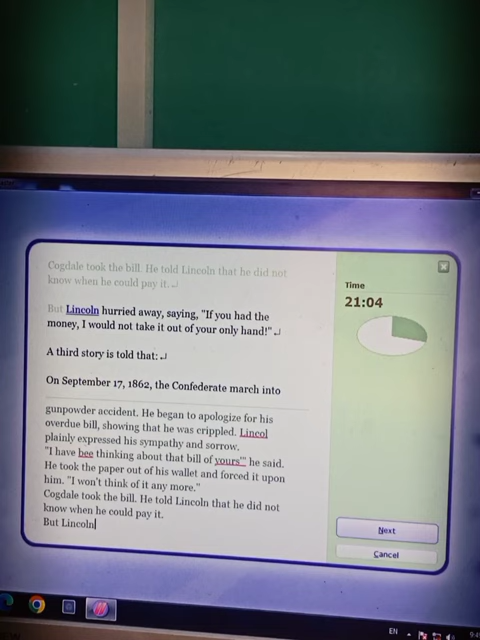 Cogdale took the bill. He told Lincoln that he did not
know when he could pay it.↵
But Lincoln hurried away, saying, "If you had the
money, I would not take it out of your only hand!"↵
A third story is told that:↵
On September 17, 1862, the Confederate march into
gunpowder accident. He began to apologize for his
overdue bill, showing that he was crippled. Lincol
plainly expressed his sympathy and sorrow.
"I have bee thinking about that bill of yours'" he said.
He took the paper out of his wallet and forced it upon
him. "I won't think of it any more."
Cogdale took the bill. He told Lincoln that he did not
know when he could pay it.
But Lincoln
Time
21:04
Next
Cancel
EN